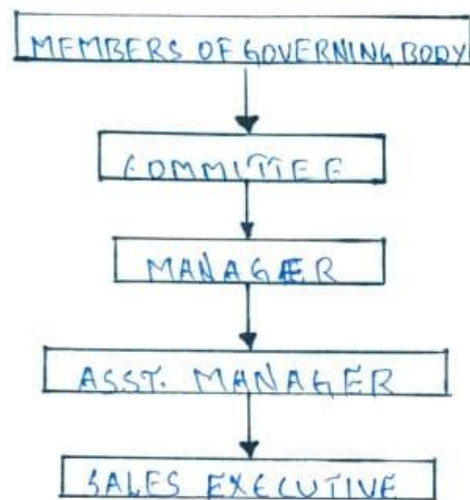 MEMBERS OF GOVERNING BODY
COMMITTEE
MANAGER
ASST. MANAGER
SALES EXECUTIVE